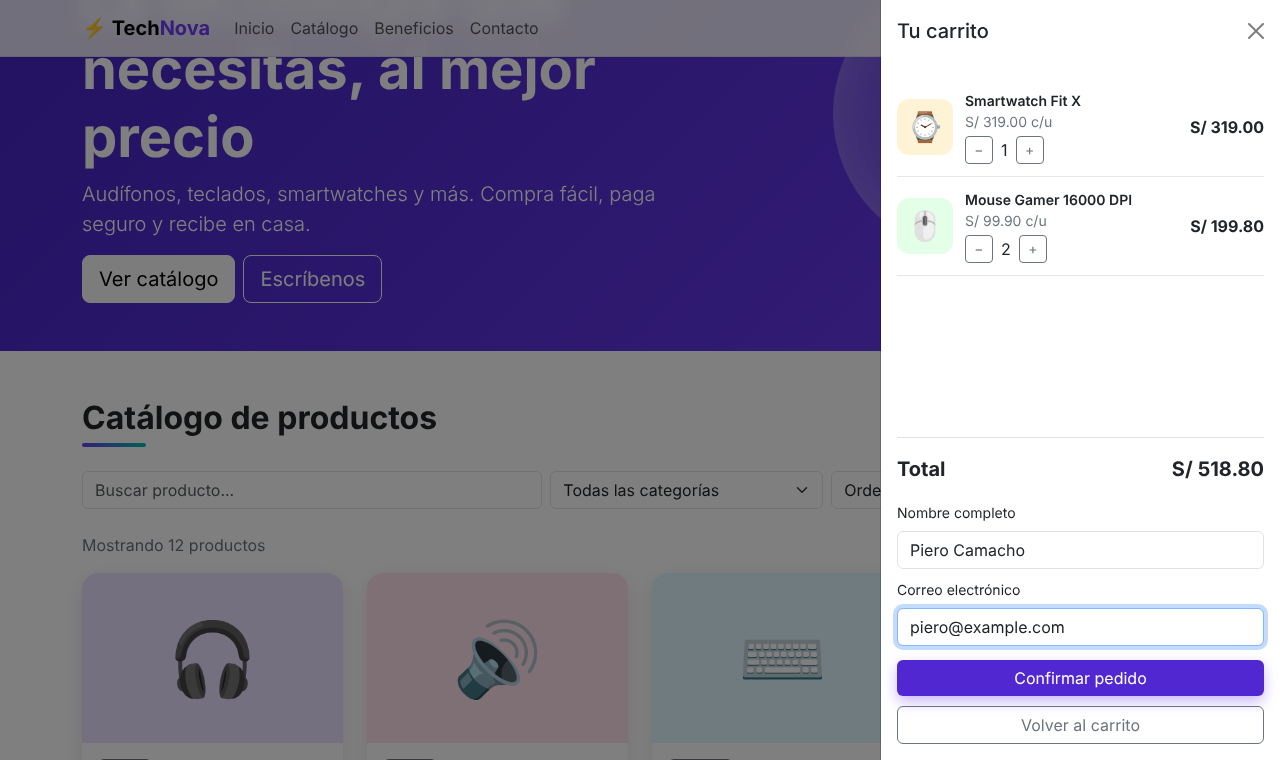 ⚡ TechNova
Inicio
Catálogo
Beneficios
Contacto
necesitas, al mejor
precio
Audífonos, teclados, smartwatches y más. Compra fácil, paga
seguro y recibe en casa.
Ver catálogo
Escríbenos
Catálogo de productos
Buscar producto...
Todas las categorías
Orde
Mostrando 12 productos
Tu carrito
Smartwatch Fit X
S/ 319.00 c/u
− 1 +
S/ 319.00
Mouse Gamer 16000 DPI
S/ 99.90 c/u
− 2 +
S/ 199.80
Total
S/ 518.80
Nombre completo
Piero Camacho
Correo electrónico
piero@example.com
Confirmar pedido
Volver al carrito